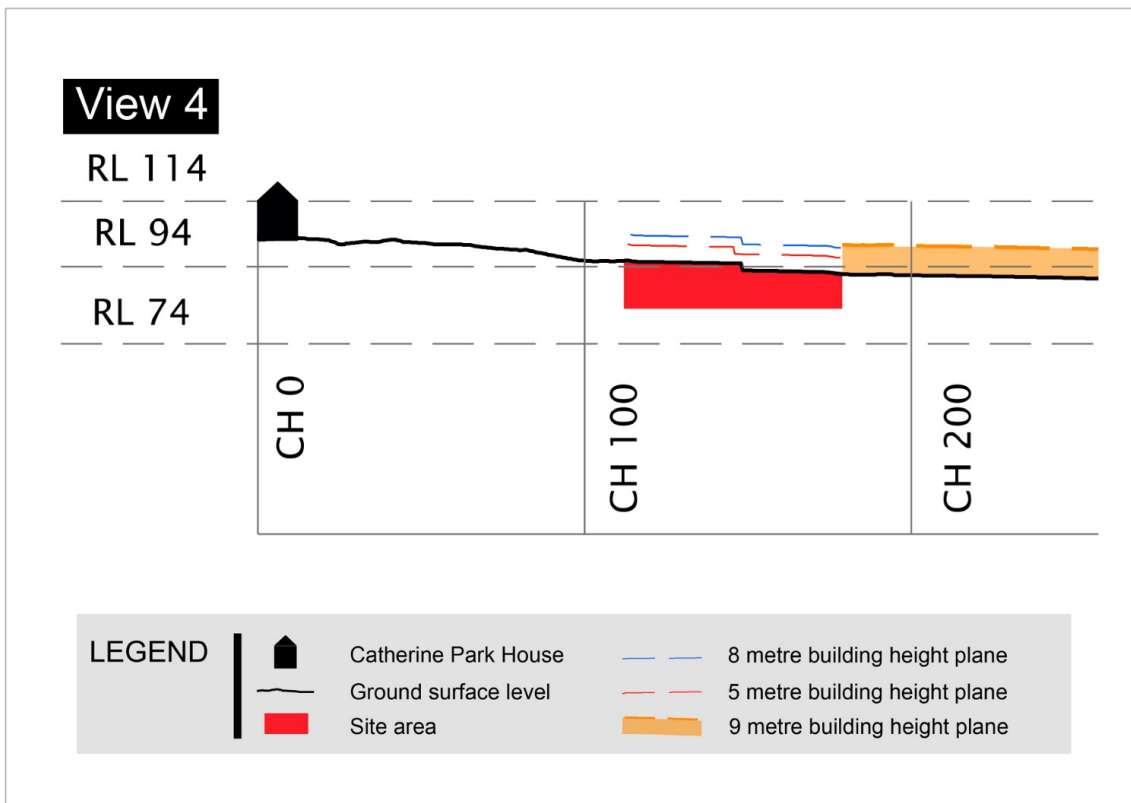 View 4
RL 114
RL 94
RL 74
CH 0
CH 100
CH 200
LEGEND
Catherine Park House
Ground surface level
Site area
8 metre building height plane
5 metre building height plane
9 metre building height plane